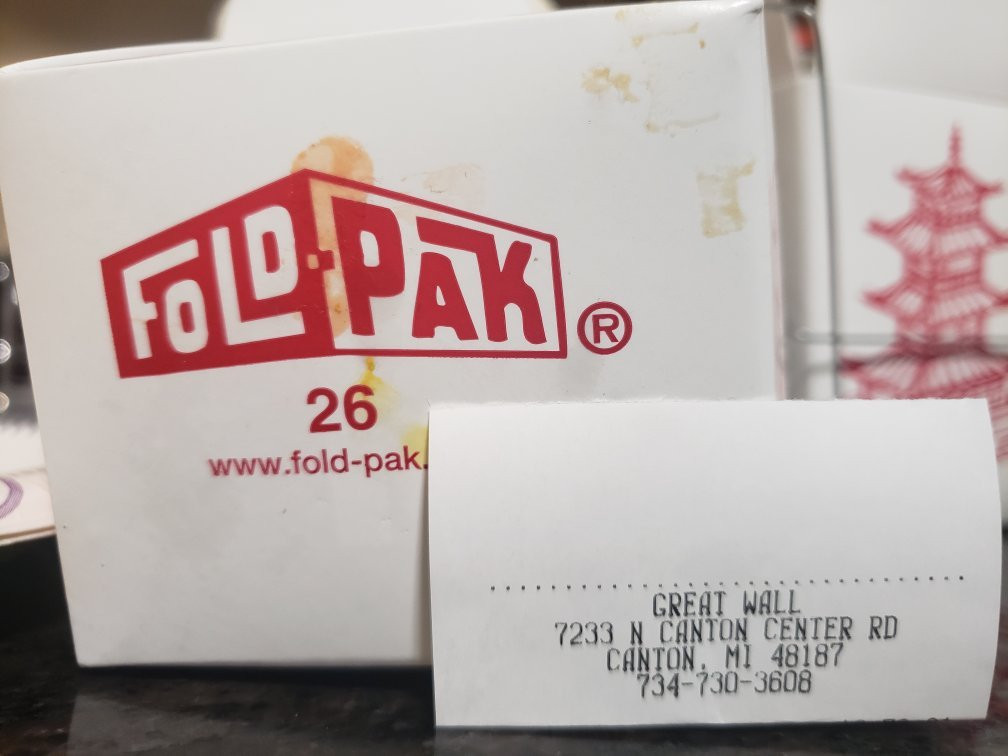 FOLD-PAK ®
26
www.fold-pak.
GREAT WALL
7233 N CANTON CENTER RD
CANTON, MI 48187
734-730-3608